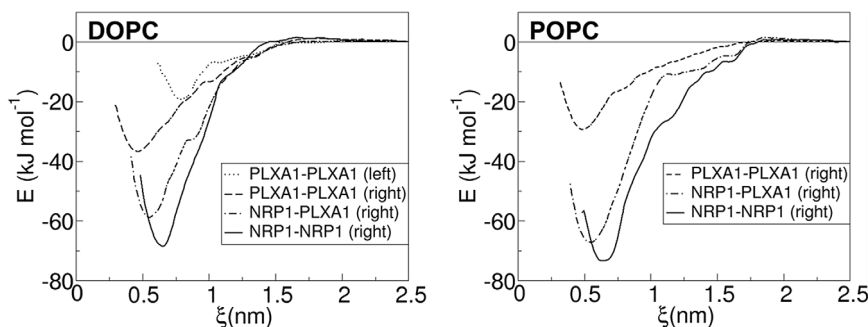 DOPC
0
-20
-40
-60
-80
E (kJ mol⁻¹)
PLXA1-PLXA1 (left)
PLXA1-PLXA1 (right)
NRP1-PLXA1 (right)
NRP1-NRP1 (right)
0 0.5 1 1.5 2 2.5
ξ(nm)
POPC
0
-20
-40
-60
-80
E (kJ mol⁻¹)
PLXA1-PLXA1 (right)
NRP1-PLXA1 (right)
NRP1-NRP1 (right)
0 0.5 1 1.5 2 2.5
ξ(nm)